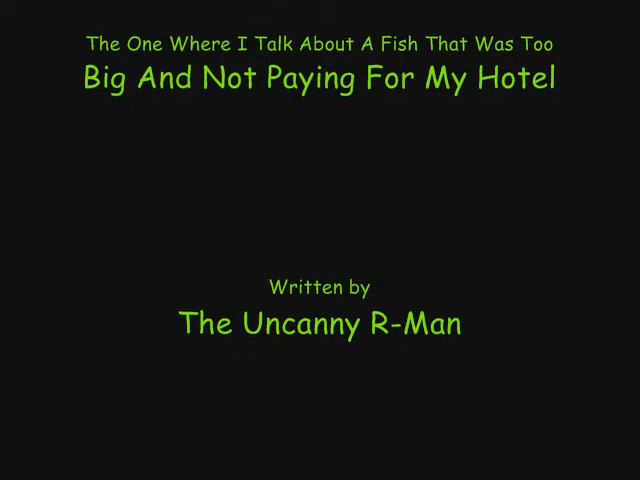 The One Where I Talk About A Fish That Was Too
Big And Not Paying For My Hotel
Written by
The Uncanny R-Man